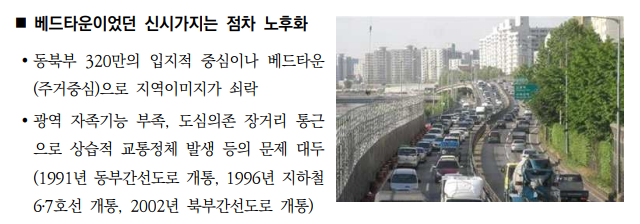 ■ 베드타운이었던 신시가지는 점차 노후화
• 동북부 320만의 입지적 중심이나 베드타운
(주거중심)으로 지역이미지가 쇠락
• 광역 자족기능 부족, 도심의존 장거리 통근
으로 상습적 교통정체 발생 등의 문제 대두
(1991년 동부간선도로 개통, 1996년 지하철
6·7호선 개통, 2002년 북부간선도로 개통)